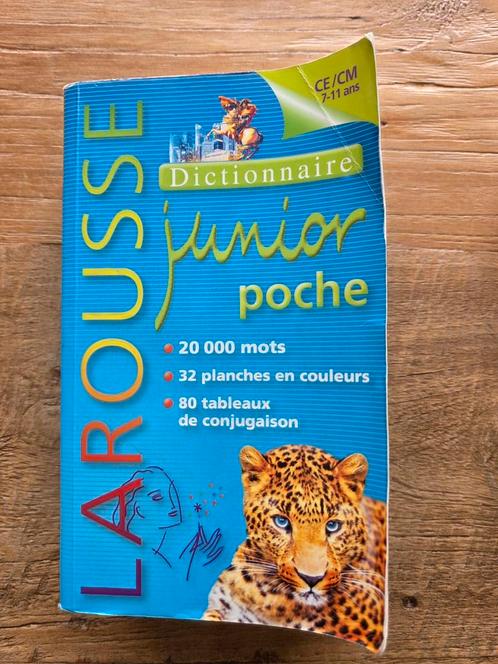 LAROUSSE
CE/CM
7-11 ans
Dictionnaire
junior
poche
• 20 000 mots
• 32 planches en couleurs
• 80 tableaux
de conjugaison